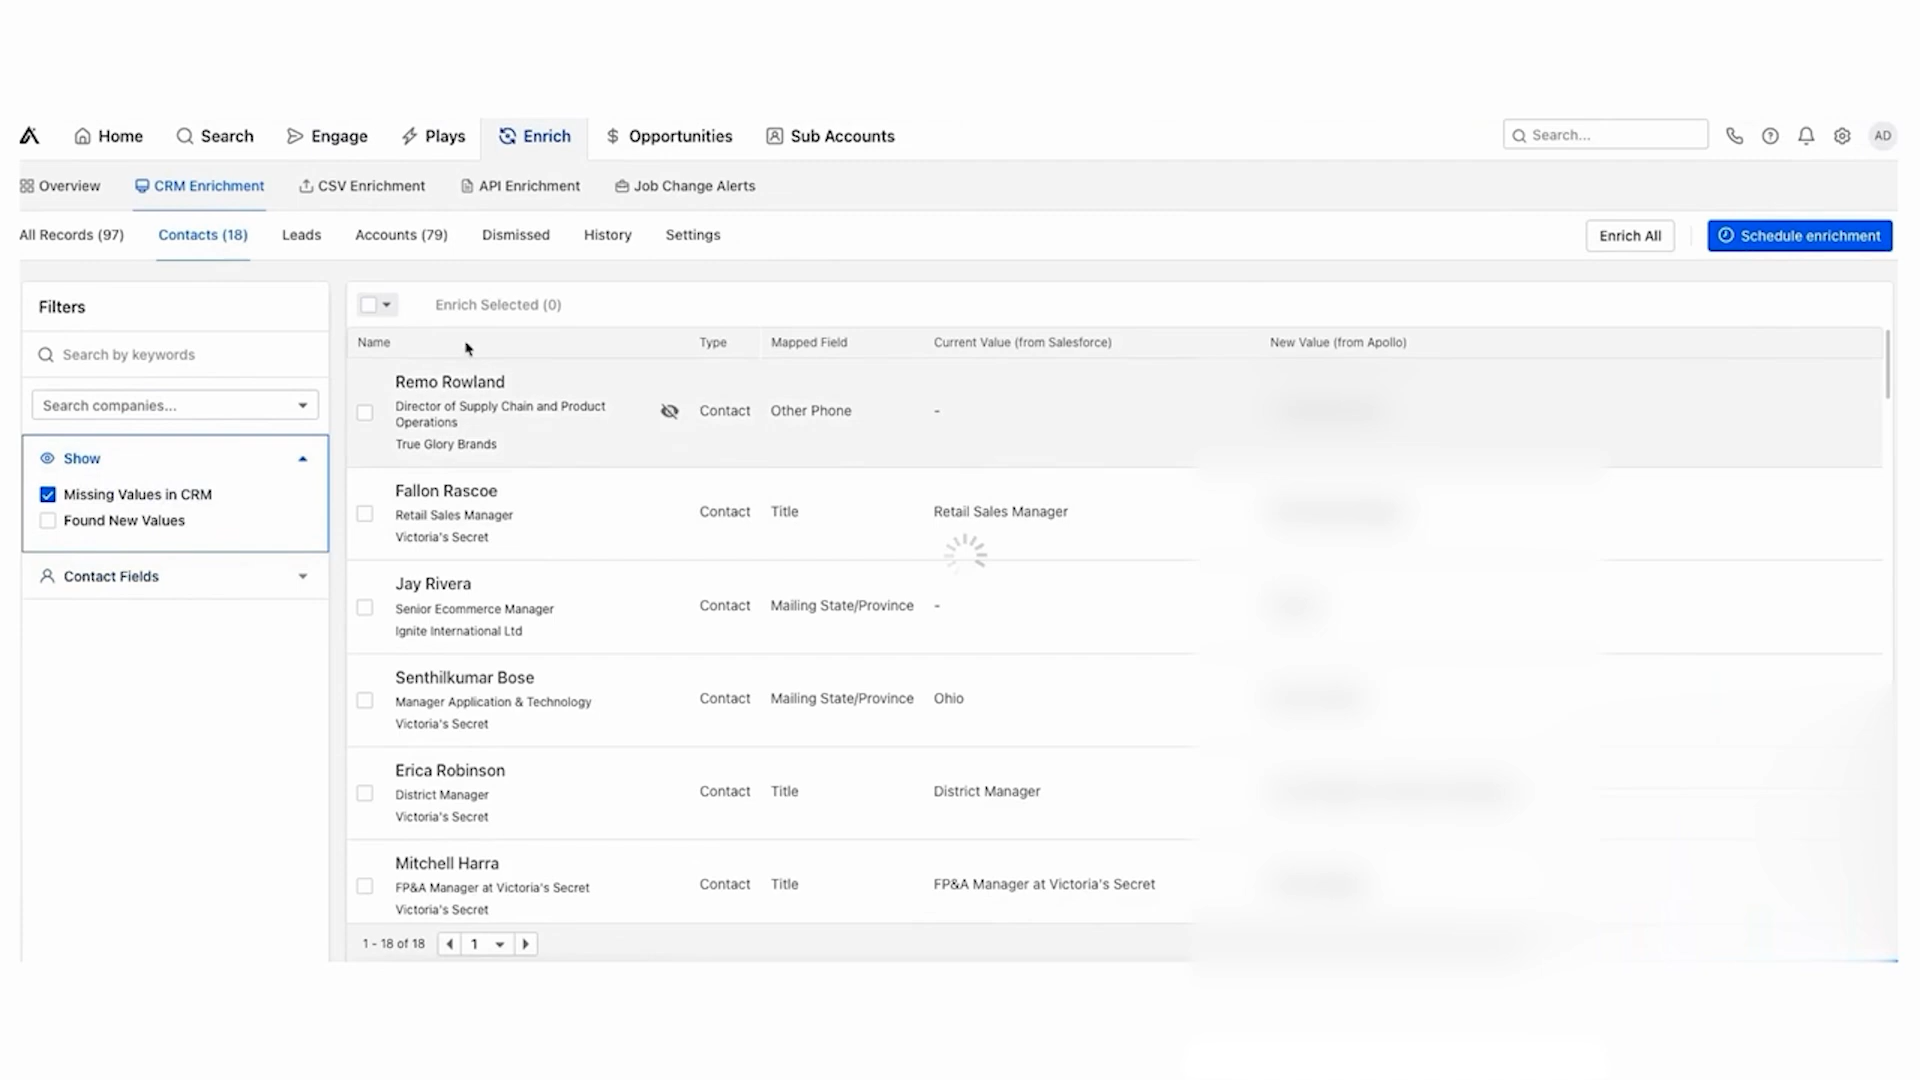 Home Search Engage Plays Enrich Opportunities Sub Accounts Search... AD
Overview CRM Enrichment CSV Enrichment API Enrichment Job Change Alerts
All Records (97) Contacts (18) Leads Accounts (79) Dismissed History Settings Enrich All Schedule enrichment
Filters
Search by keywords
Search companies...
Show
Missing Values in CRM
Found New Values
Contact Fields
Enrich Selected (0)
Name Type Mapped Field Current Value (from Salesforce) New Value (from Apollo)
Remo Rowland
Director of Supply Chain and Product
Operations
True Glory Brands
Contact Other Phone -
Fallon Rascoe
Retail Sales Manager
Victoria's Secret
Contact Title Retail Sales Manager
Jay Rivera
Senior Ecommerce Manager
Ignite International Ltd
Contact Mailing State/Province -
Senthilkumar Bose
Manager Application & Technology
Victoria's Secret
Contact Mailing State/Province Ohio
Erica Robinson
District Manager
Victoria's Secret
Contact Title District Manager
Mitchell Harra
FP&A Manager at Victoria's Secret
Victoria's Secret
Contact Title FP&A Manager at Victoria's Secret
1 - 18 of 18 1